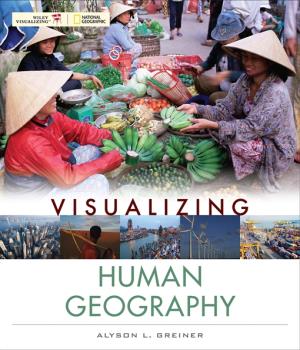 WILEY
VISUALIZING
NATIONAL
GEOGRAPHIC
VISUALIZING
HUMAN
GEOGRAPHY
ALYSON L. GREINER